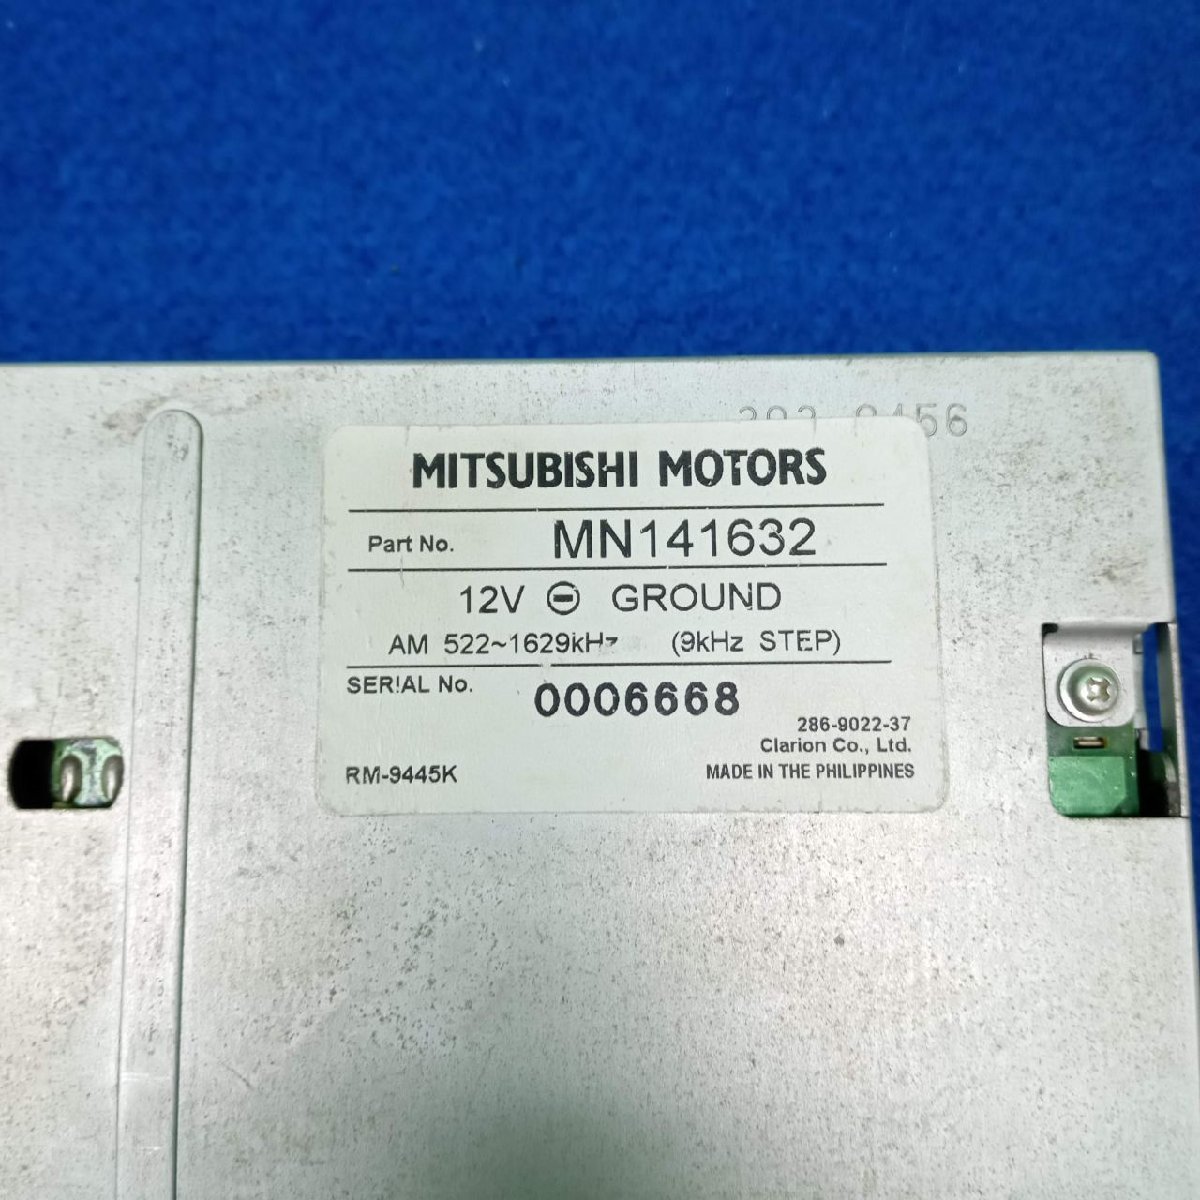 456
MITSUBISHI MOTORS
Part No. MN141632
12V ⊖ GROUND
AM 522~1629kHz (9kHz STEP)
SERIAL No. 0006668
286-9022-37
Clarion Co., Ltd.
RM-9445K MADE IN THE PHILIPPINES